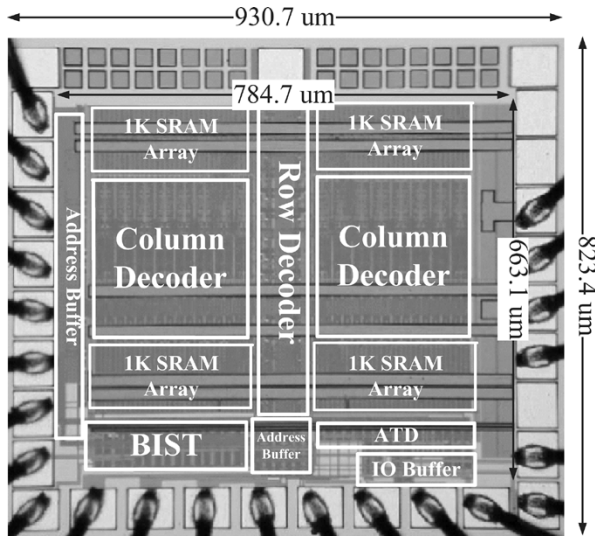 930.7 um
784.7 um
1K SRAM
Array
1K SRAM
Array
Address Buffer
Column
Decoder
Row Decoder
Column
Decoder
663.1 um
823.4 um
1K SRAM
Array
1K SRAM
Array
BIST
Address
Buffer
ATD
IO Buffer